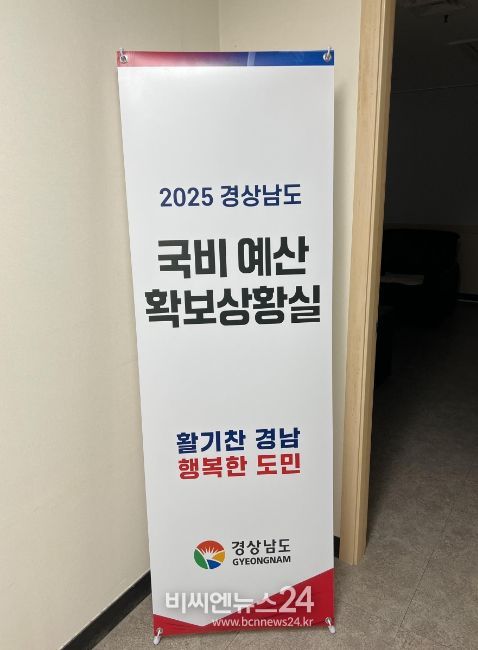 2025 경상남도
국비 예산
확보상황실
활기찬 경남
행복한 도민
경상남도
GYEONGNAM
비씨엔뉴스24
www.bcnnews24.kr